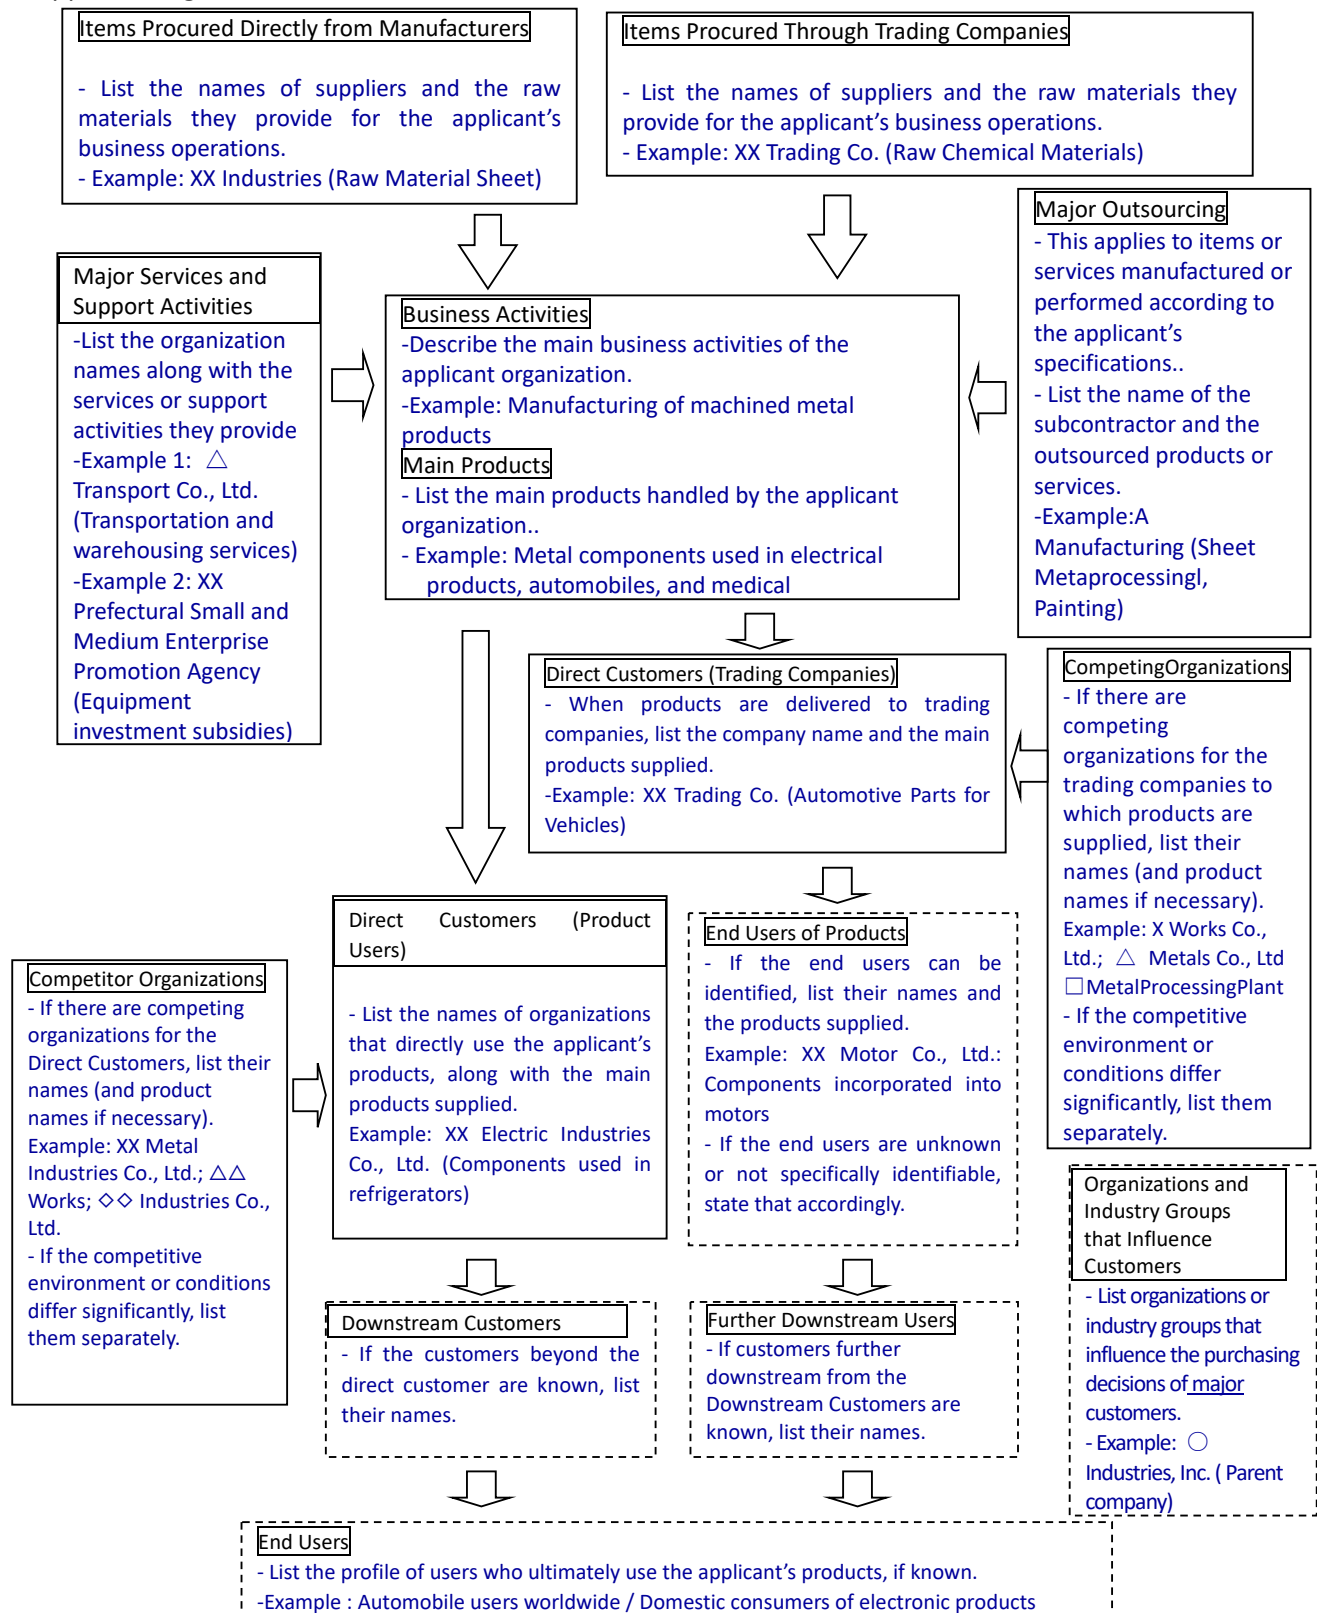 Items Procured Directly from Manufacturers
- List the names of suppliers and the raw
materials they provide for the applicant’s
business operations.
- Example: XX Industries (Raw Material Sheet)
Items Procured Through Trading Companies
- List the names of suppliers and the raw materials they
provide for the applicant’s business operations.
- Example: XX Trading Co. (Raw Chemical Materials)
Major Services and
Support Activities
-List the organization
names along with the
services or support
activities they provide
-Example 1: △
Transport Co., Ltd.
(Transportation and
warehousing services)
-Example 2: XX
Prefectural Small and
Medium Enterprise
Promotion Agency
(Equipment
investment subsidies)
Business Activities
-Describe the main business activities of the
applicant organization.
-Example: Manufacturing of machined metal
products
Main Products
- List the main products handled by the applicant
organization..
- Example: Metal components used in electrical
products, automobiles, and medical
Major Outsourcing
- This applies to items or
services manufactured or
performed according to
the applicant’s
specifications..
- List the name of the
subcontractor and the
outsourced products or
services.
-Example:A
Manufacturing (Sheet
Metaprocessingl,
Painting)
Direct Customers (Trading Companies)
- When products are delivered to trading
companies, list the company name and the main
products supplied.
-Example: XX Trading Co. (Automotive Parts for
Vehicles)
CompetingOrganizations
- If there are
competing
organizations for the
trading companies to
which products are
supplied, list their
names (and product
names if necessary).
Example: X Works Co.,
Ltd.; △ Metals Co., Ltd
□MetalProcessingPlant
- If the competitive
environment or
conditions differ
significantly, list them
separately.
Competitor Organizations
- If there are competing
organizations for the
Direct Customers, list their
names (and product
names if necessary).
Example: XX Metal
Industries Co., Ltd.; △△
Works; ◇◇ Industries Co.,
Ltd.
- If the competitive
environment or conditions
differ significantly, list
them separately.
Direct Customers (Product
Users)
- List the names of organizations
that directly use the applicant’s
products, along with the main
products supplied.
Example: XX Electric Industries
Co., Ltd. (Components used in
refrigerators)
End Users of Products
- If the end users can be
identified, list their names and
the products supplied.
Example: XX Motor Co., Ltd.:
Components incorporated into
motors
- If the end users are unknown
or not specifically identifiable,
state that accordingly.
Organizations and
Industry Groups
that Influence
Customers
- List organizations or
industry groups that
influence the purchasing
decisions of major
customers.
- Example: ○
Industries, Inc. ( Parent
company)
Downstream Customers
- If the customers beyond the
direct customer are known, list
their names.
Further Downstream Users
- If customers further
downstream from the
Downstream Customers are
known, list their names.
End Users
- List the profile of users who ultimately use the applicant’s products, if known.
-Example : Automobile users worldwide / Domestic consumers of electronic products